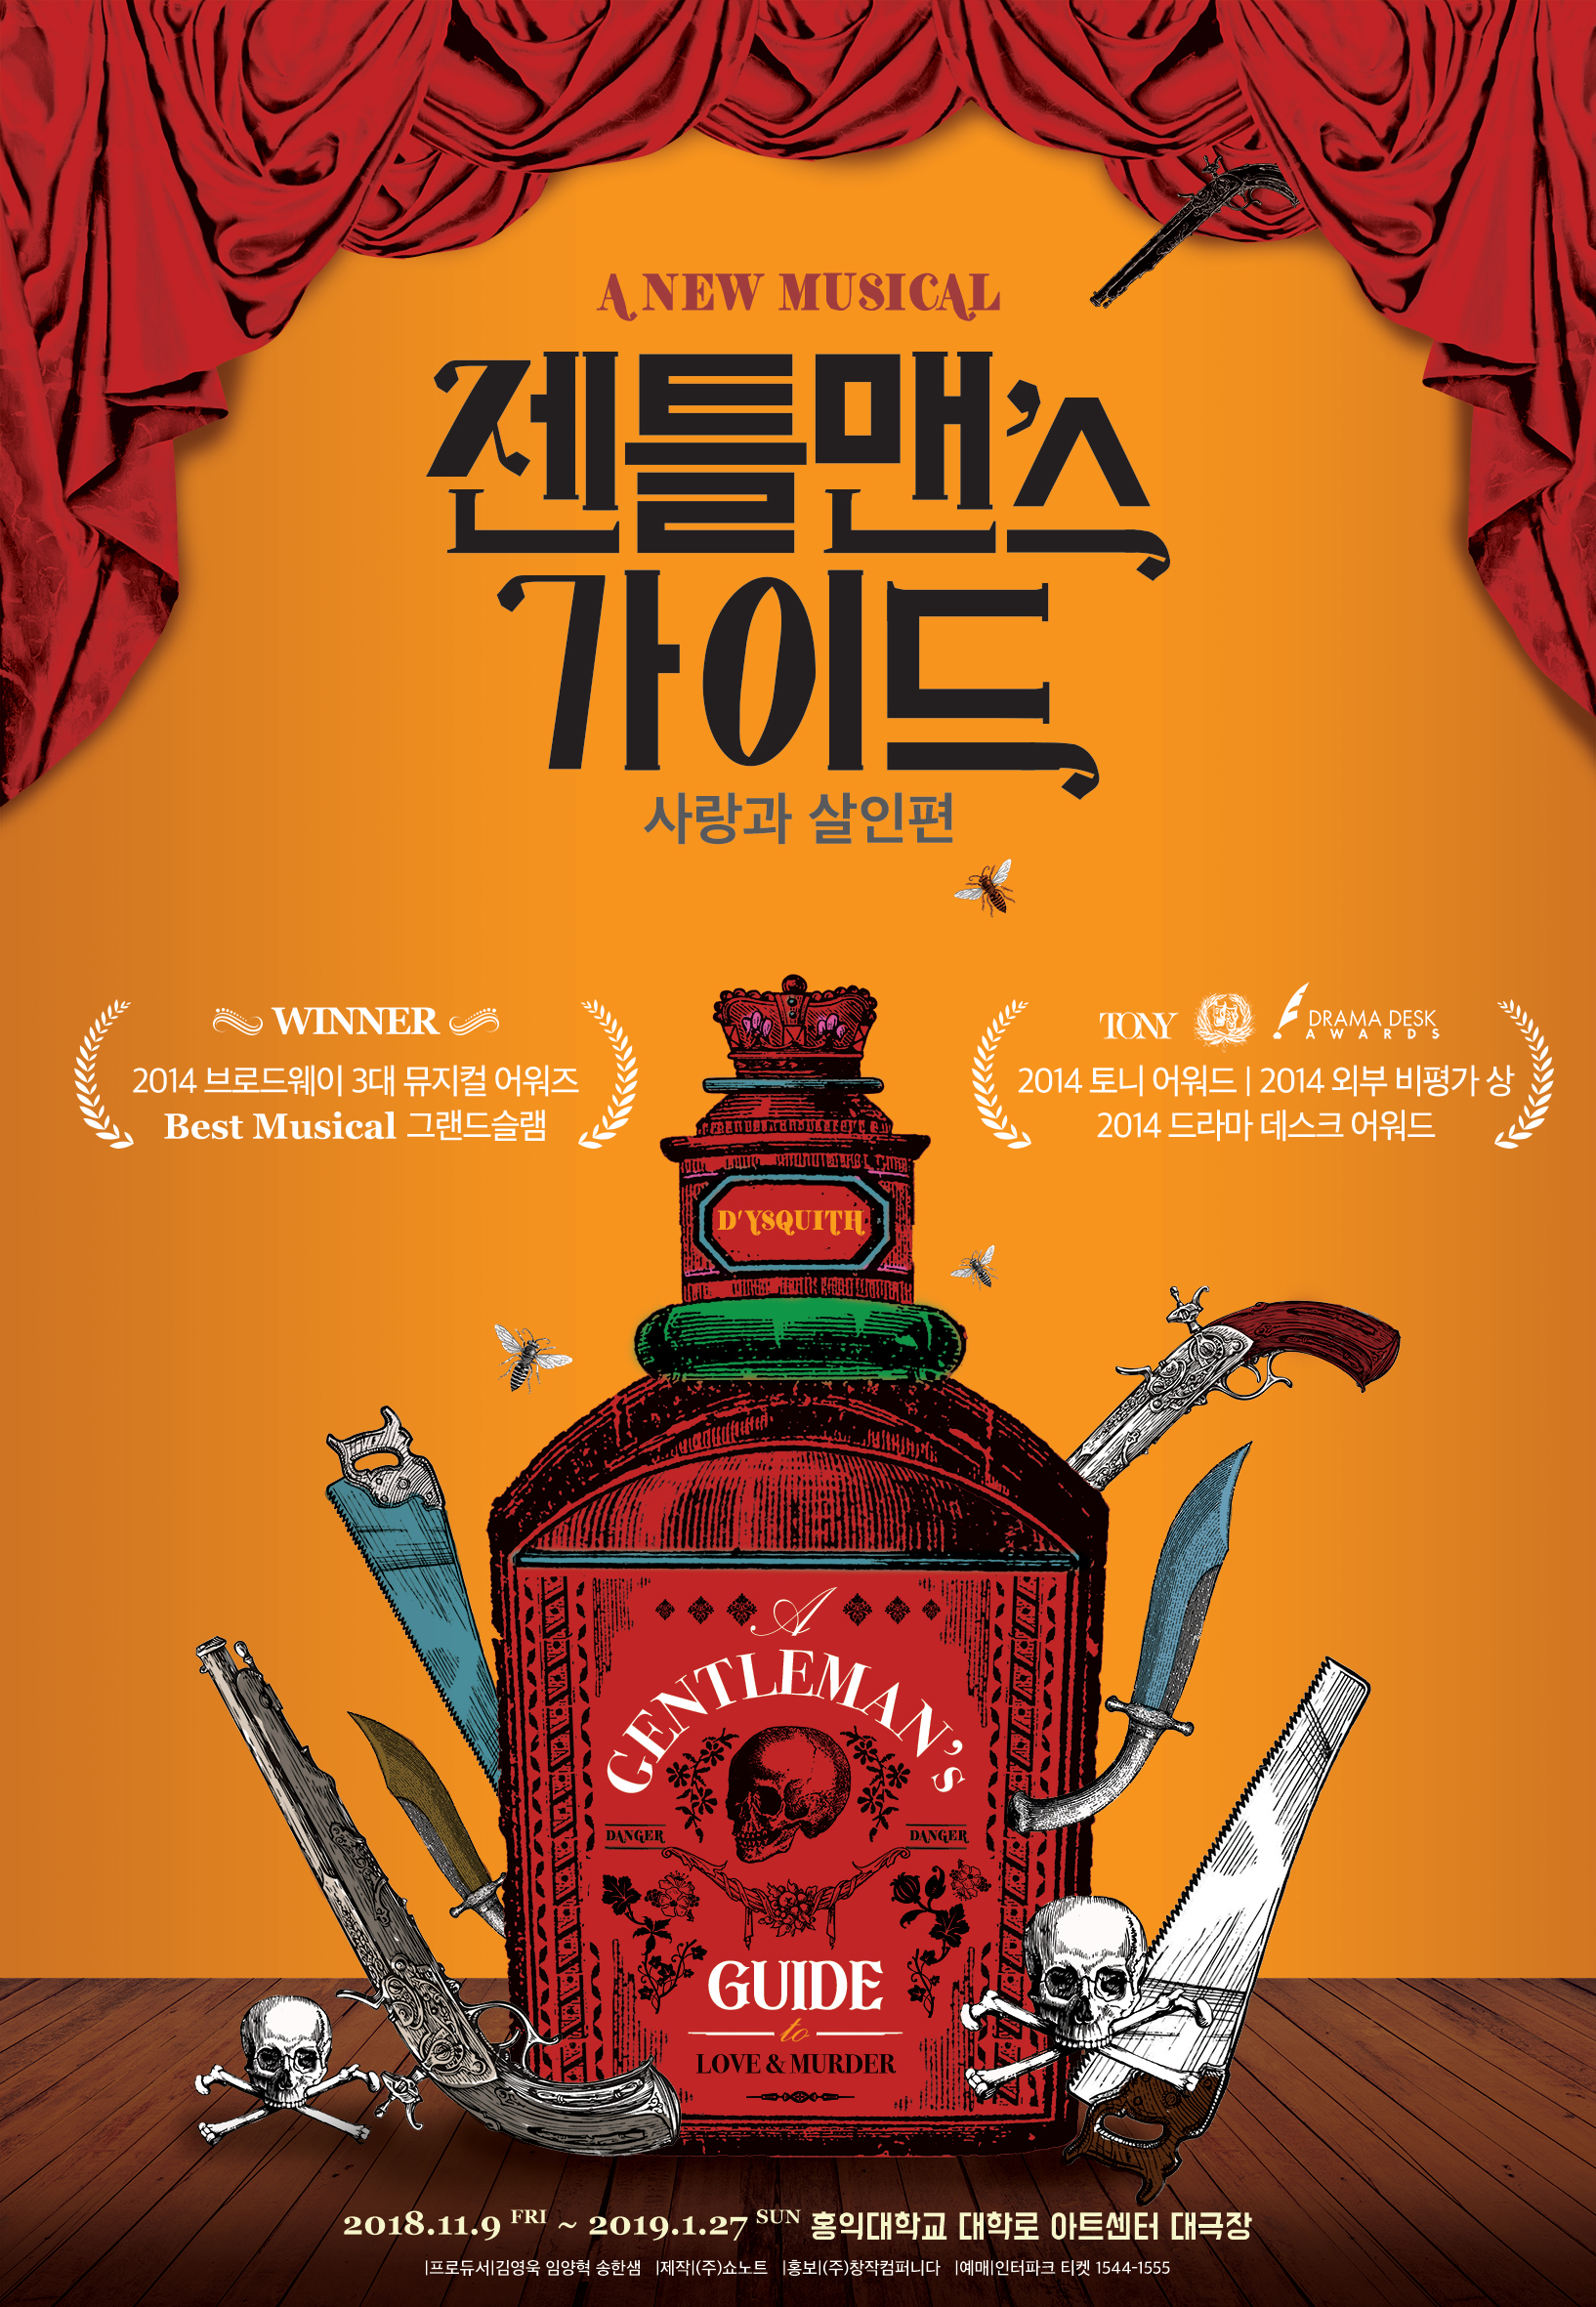 A NEW MUSICAL
젠틀맨'스
가이드
사랑과 살인편
WINNER
2014 브로드웨이 3대 뮤지컬 어워즈
Best Musical 그랜드슬램
TONY DRAMA DESK
AWARDS
2014 토니 어워드 | 2014 외부 비평가 상
2014 드라마 데스크 어워드
D'YSQUITH
A
GENTLEMAN'S
DANGER DANGER
GUIDE
to
LOVE & MURDER
2018.11.9 FRI ~ 2019.1.27 SUN 홍익대학교 대학로 아트센터 대극장
|프로듀서|김영욱 임양혁 송한샘 |제작|(주)쇼노트 |홍보|(주)창작컴퍼니다 |예매|인터파크 티켓 1544-1555